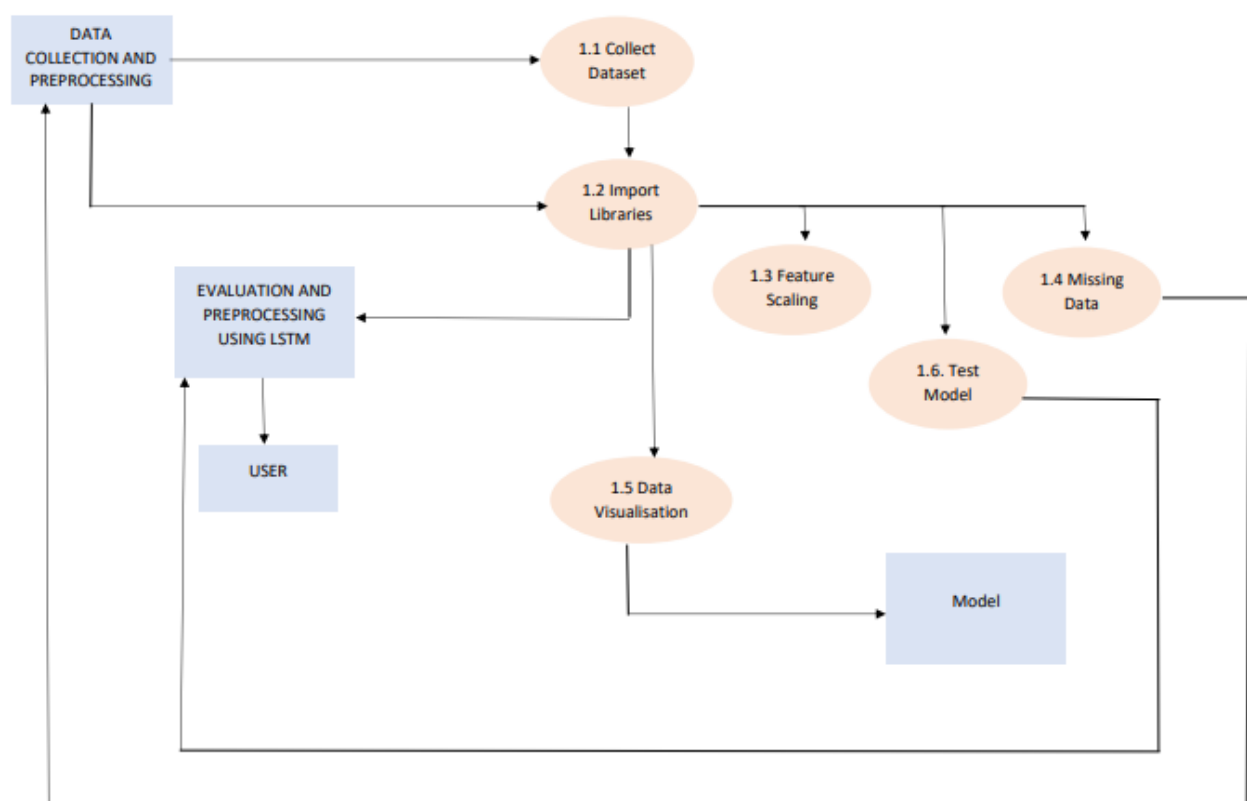 DATA
COLLECTION AND
PREPROCESSING
1.1 Collect
Dataset
1.2 Import
Libraries
1.3 Feature
Scaling
1.4 Missing
Data
EVALUATION AND
PREPROCESSING
USING LSTM
1.6. Test
Model
USER
1.5 Data
Visualisation
Model